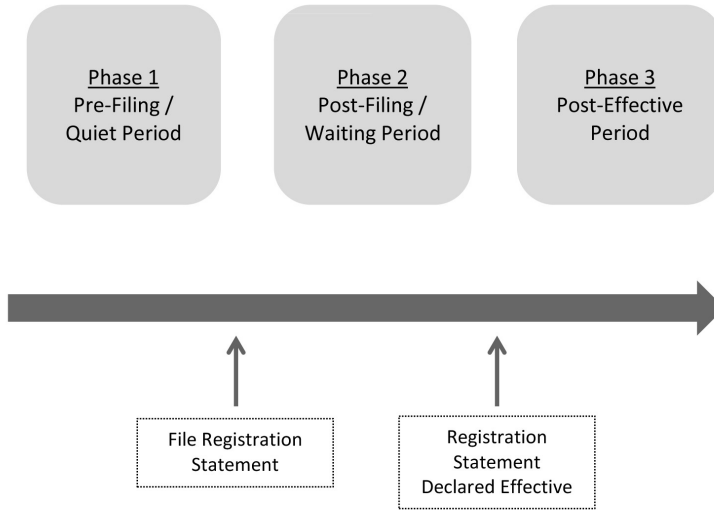 Phase 1
Pre-Filing /
Quiet Period
Phase 2
Post-Filing /
Waiting Period
Phase 3
Post-Effective
Period
File Registration
Statement
Registration
Statement
Declared Effective